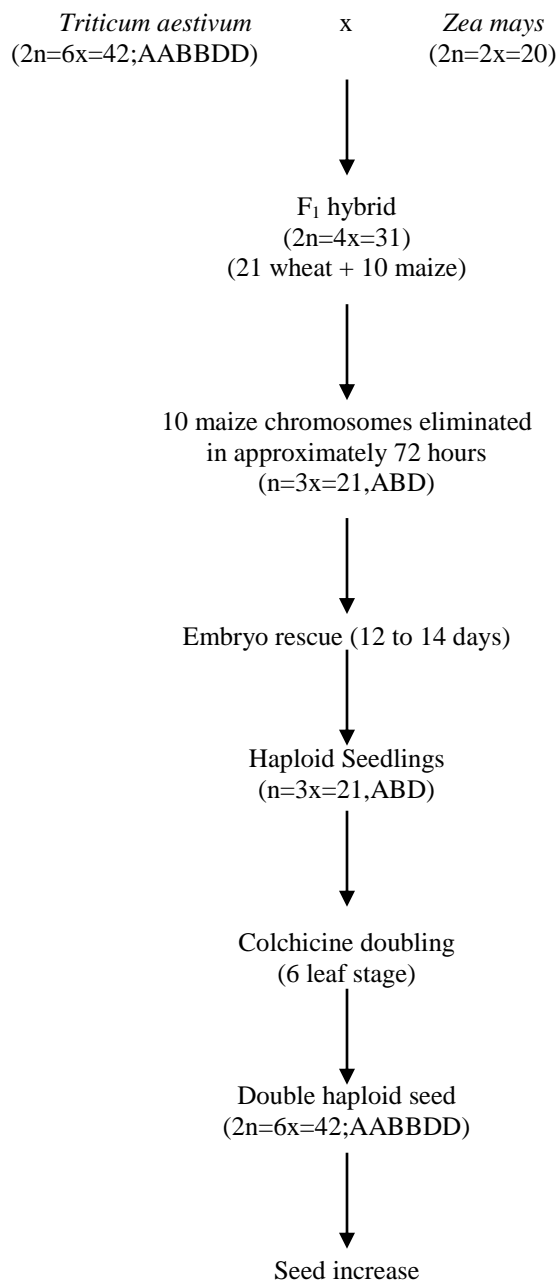 Triticum aestivum x Zea mays
(2n=6x=42;AABBDD) (2n=2x=20)
F1 hybrid
(2n=4x=31)
(21 wheat + 10 maize)
10 maize chromosomes eliminated
in approximately 72 hours
(n=3x=21,ABD)
Embryo rescue (12 to 14 days)
Haploid Seedlings
(n=3x=21,ABD)
Colchicine doubling
(6 leaf stage)
Double haploid seed
(2n=6x=42;AABBDD)
Seed increase